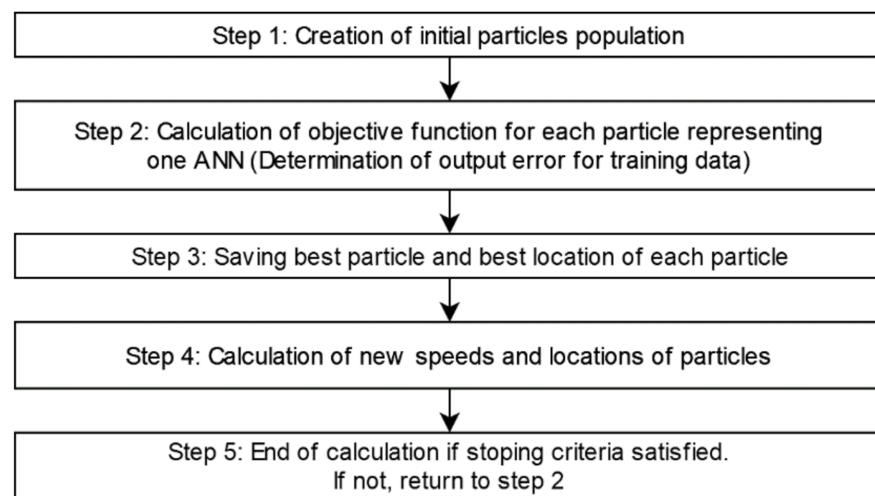 Step 1: Creation of initial particles population
Step 2: Calculation of objective function for each particle representing
one ANN (Determination of output error for training data)
Step 3: Saving best particle and best location of each particle
Step 4: Calculation of new speeds and locations of particles
Step 5: End of calculation if stoping criteria satisfied.
If not, return to step 2